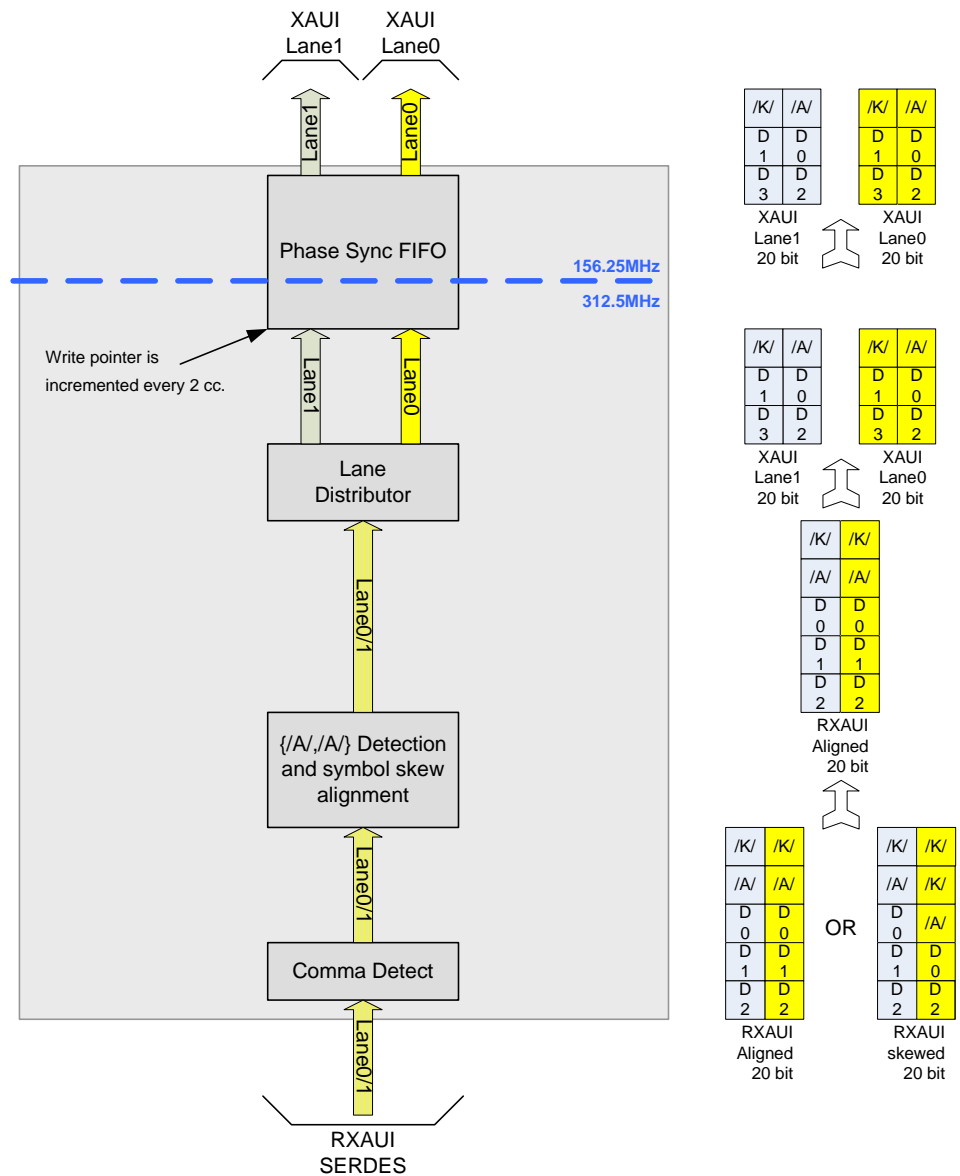 XAUI
Lane1
XAUI
Lane0
Lane1
Lane0
Phase Sync FIFO
156.25MHz
312.5MHz
Write pointer is
incremented every 2 cc.
Lane1
Lane0
Lane
Distributor
Lane0/1
{/A/,/A/} Detection
and symbol skew
alignment
Lane0/1
Comma Detect
Lane0/1
RXAUI
SERDES
/K/ /A/
D 1 D 0
D 3 D 2
XAUI
Lane1
20 bit
/K/ /A/
D 1 D 0
D 3 D 2
XAUI
Lane0
20 bit
/K/ /A/
D 1 D 0
D 3 D 2
XAUI
Lane1
20 bit
/K/ /A/
D 1 D 0
D 3 D 2
XAUI
Lane0
20 bit
/K/ /K/
/A/ /A/
D 0 D 0
D 1 D 1
D 2 D 2
RXAUI
Aligned
20 bit
/K/ /K/
/A/ /A/
D 0 D 0
D 1 D 1
D 2 D 2
RXAUI
Aligned
20 bit
OR
/K/ /K/
/A/ /K/
D 0 /A/
D 1 D 0
D 2 D 2
RXAUI
skewed
20 bit